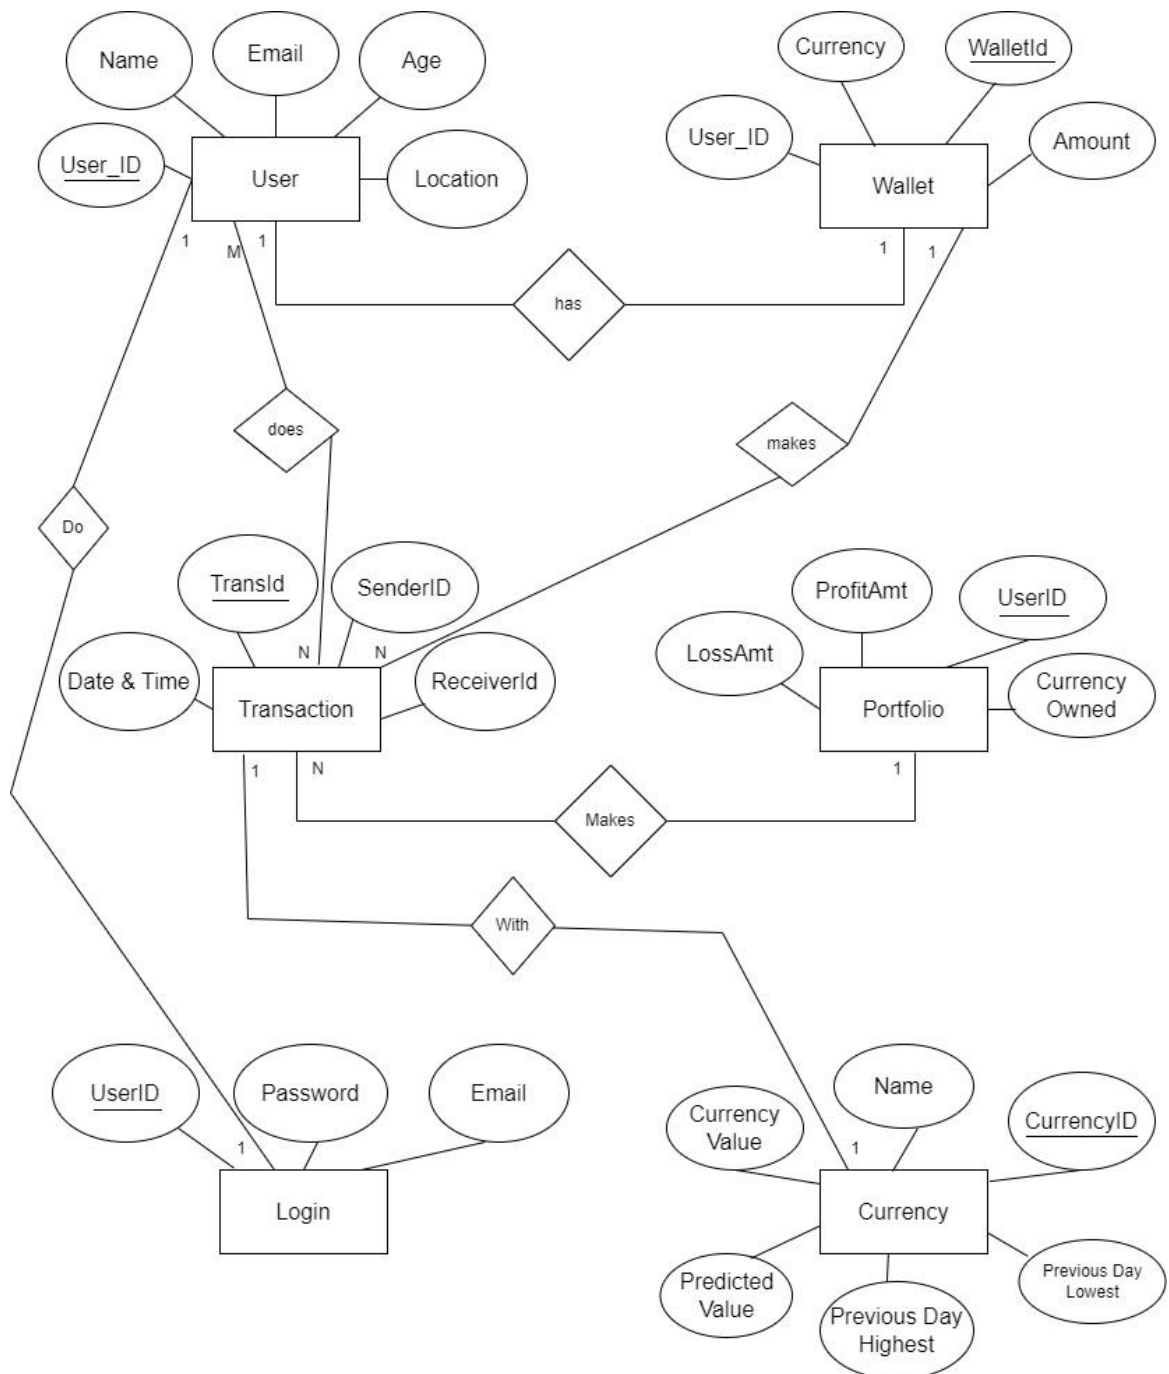 Name
Email
Age
User_ID
User
Location
Currency
WalletId
User_ID
Wallet
Amount
1
M
1
1
1
has
does
makes
Do
TransId
SenderID
Date & Time
Transaction
ReceiverId
N
N
ProfitAmt
UserID
LossAmt
Portfolio
Currency
Owned
1
N
1
Makes
With
UserID
Password
Email
1
Login
Currency
Value
Name
CurrencyID
1
Currency
Predicted
Value
Previous Day
Highest
Previous Day
Lowest